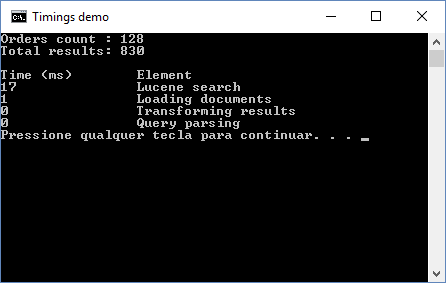 Timings demo
Orders count : 128
Total results: 830
Time (ms) Element
17 Lucene search
1 Loading documents
0 Transforming results
0 Query parsing
Pressione qualquer tecla para continuar. . . _